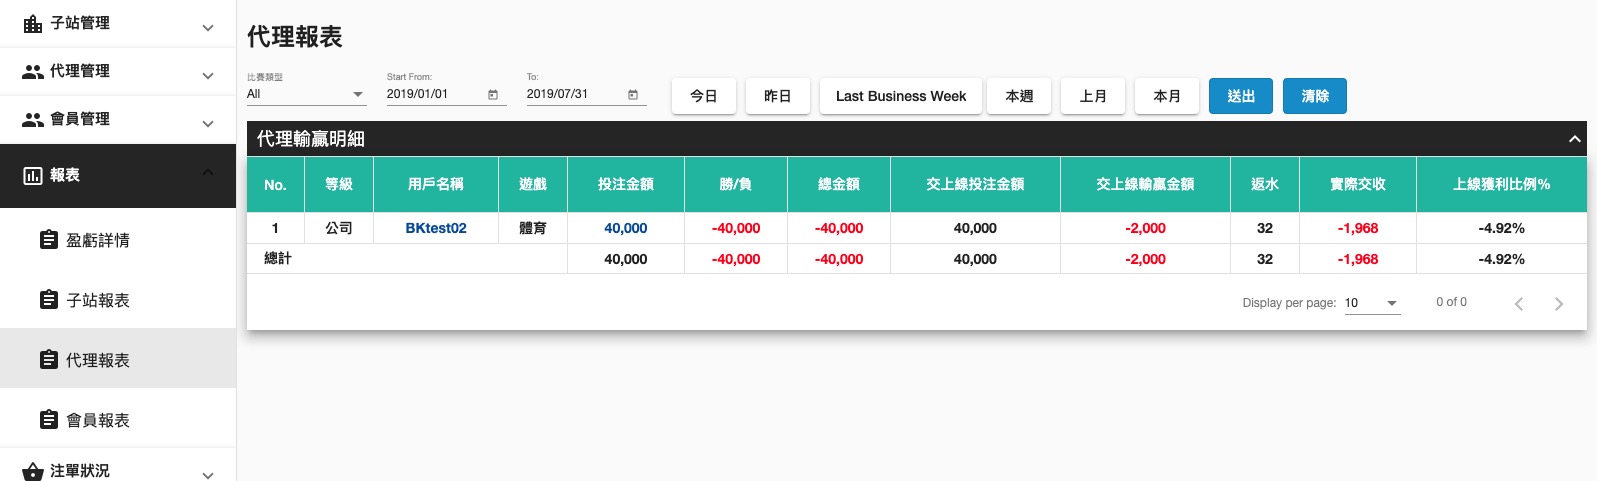 子站管理
代理管理
會員管理
報表
盈虧詳情
子站報表
代理報表
會員報表
注單狀況
代理報表
比賽類型
All
Start From:
2019/01/01
To:
2019/07/31
今日
昨日
Last Business Week
本週
上月
本月
送出
清除
代理輸贏明細
No. 等級 用戶名稱 遊戲 投注金額 勝/負 總金額 交上線投注金額 交上線輸贏金額 返水 實際交收 上線獲利比例%
1 公司 BKtest02 體育 40,000 -40,000 -40,000 40,000 -2,000 32 -1,968 -4.92%
總計 40,000 -40,000 -40,000 40,000 -2,000 32 -1,968 -4.92%
Display per page: 10 0 of 0